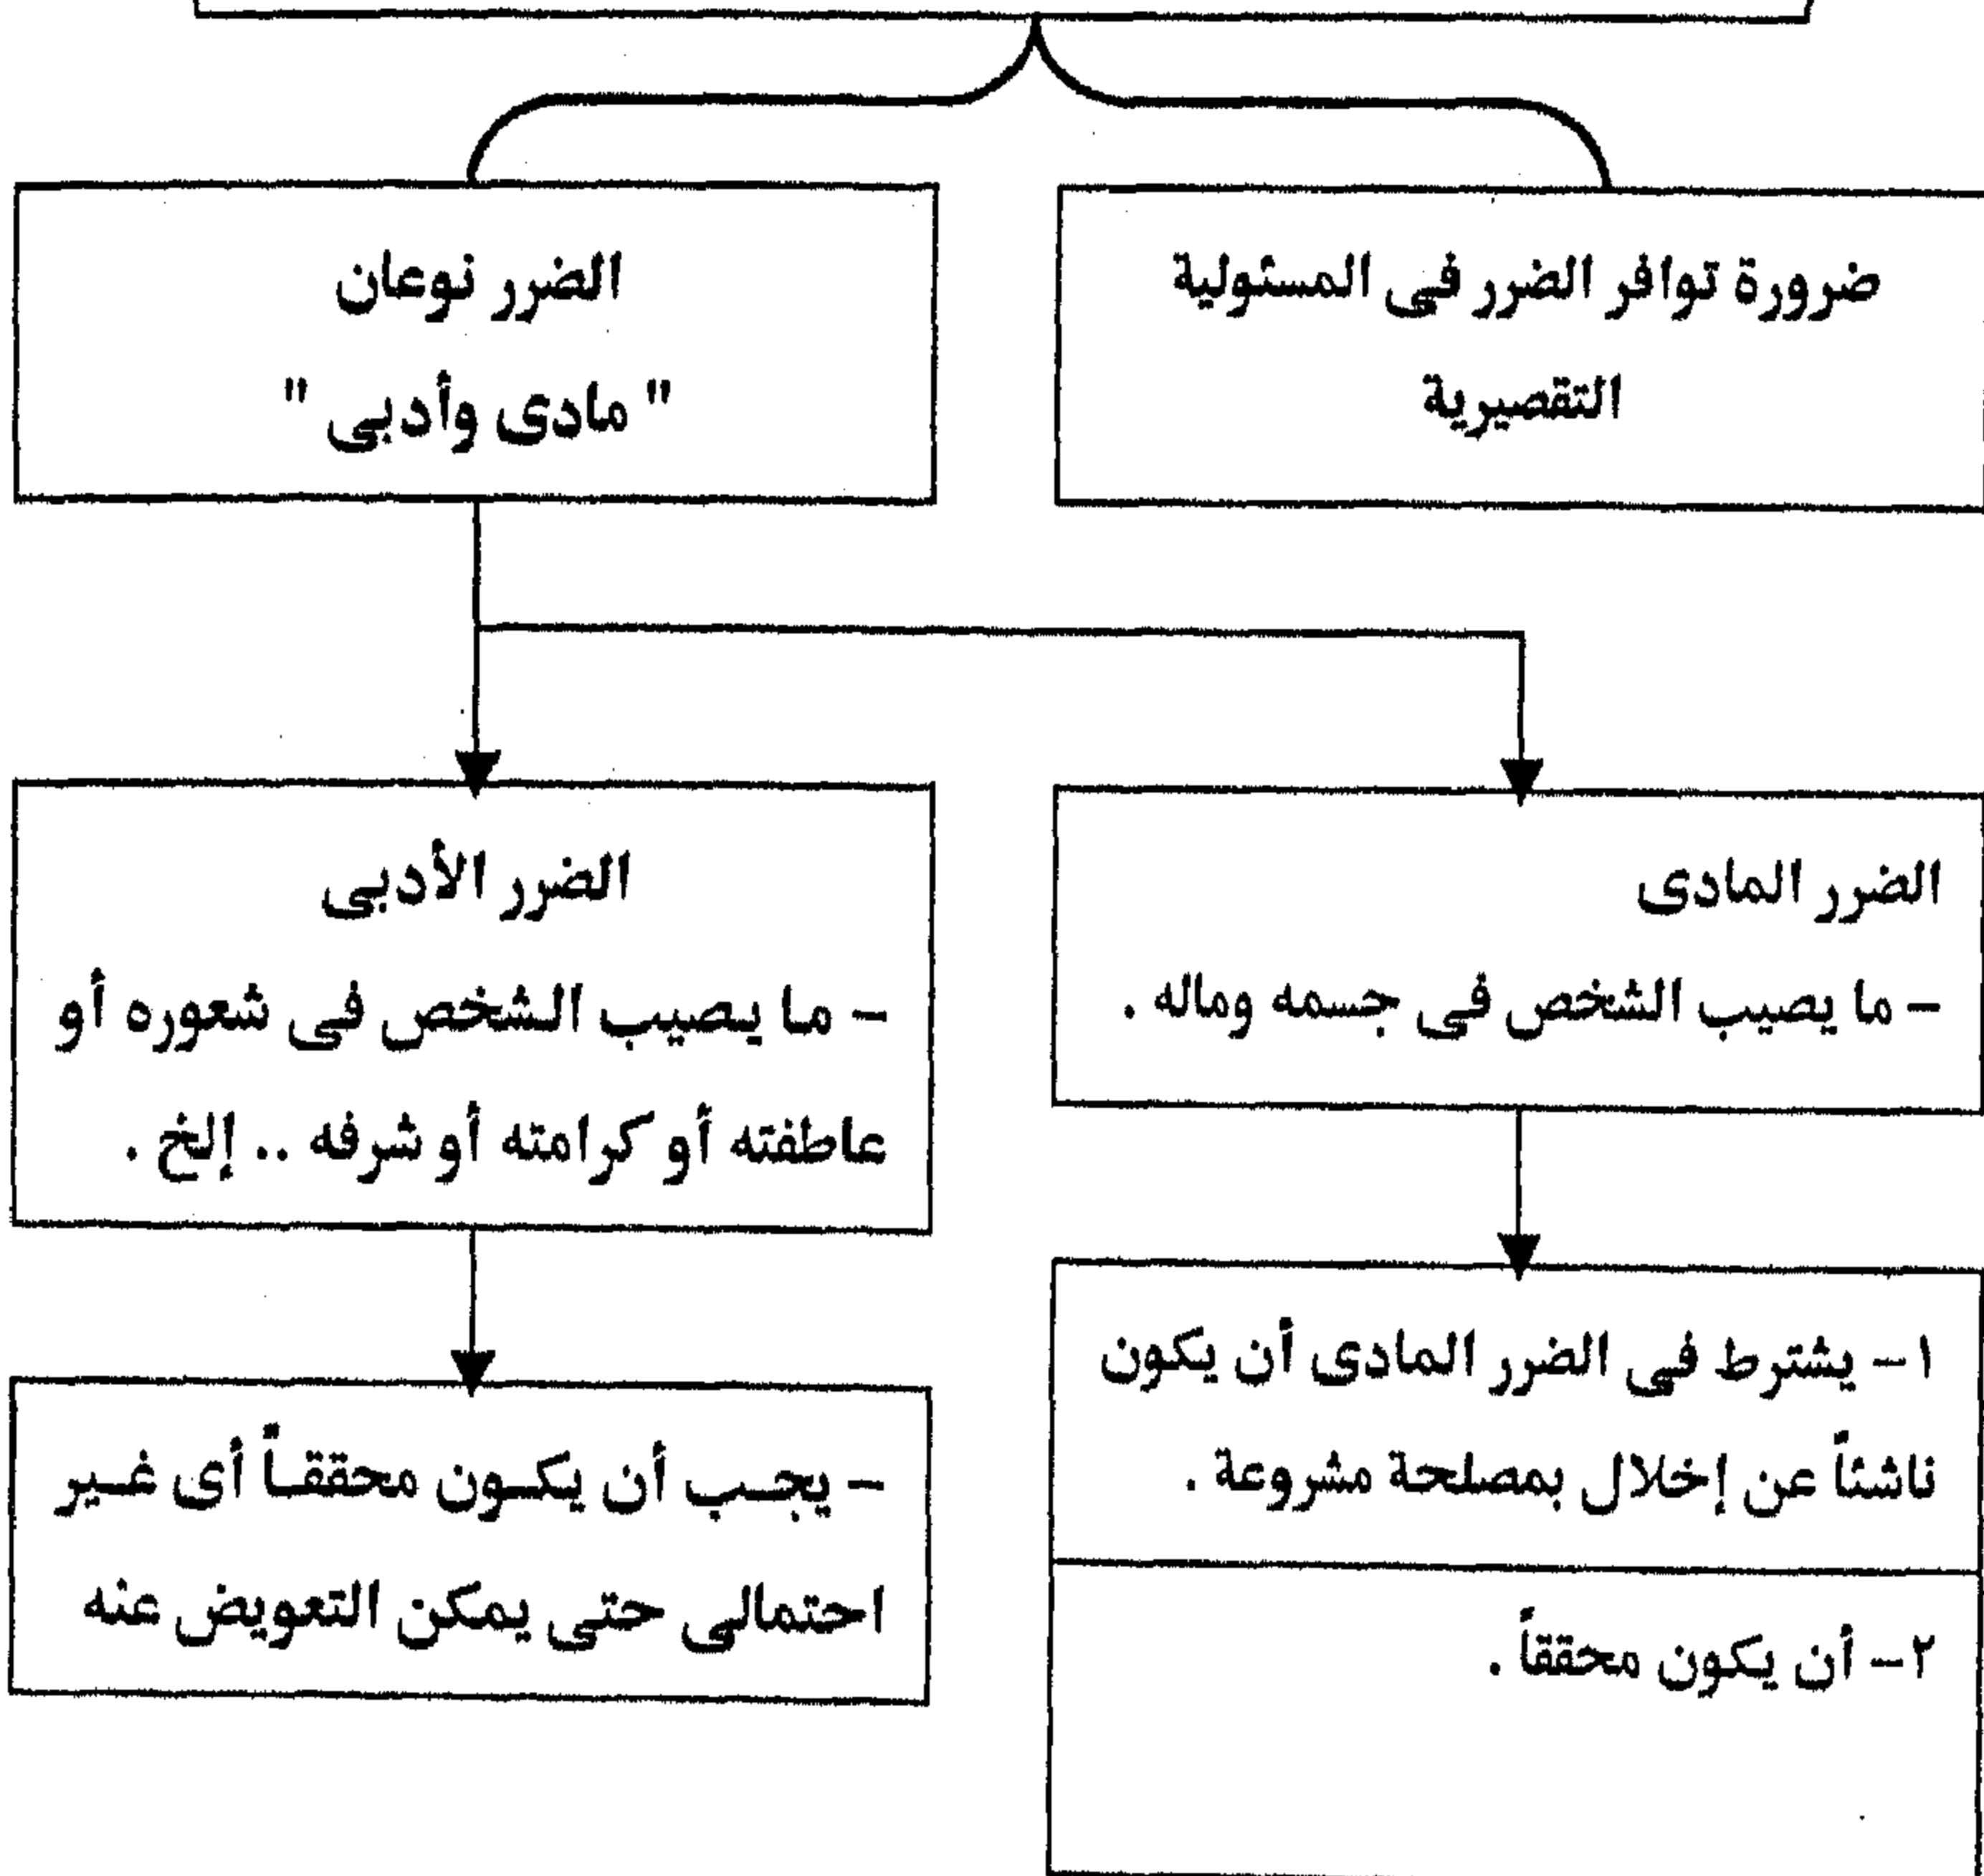 ضرورة توافر الضرر فى المسئولية
التقصيرية
الضرر نوعان
" مادى وأدبى "
الضرر المادى
– ما يصيب الشخص فى جسمه وماله .
١– يشترط فى الضرر المادى أن يكون
ناشئاً عن إخلال بمصلحة مشروعة .
٢– أن يكون محققاً .
الضرر الأدبى
– ما يصيب الشخص فى شعوره أو
عاطفته أو كرامته أو شرفه .. إلخ .
– يجب أن يكون محققاً أى غير
احتمالى حتى يمكن التعويض عنه